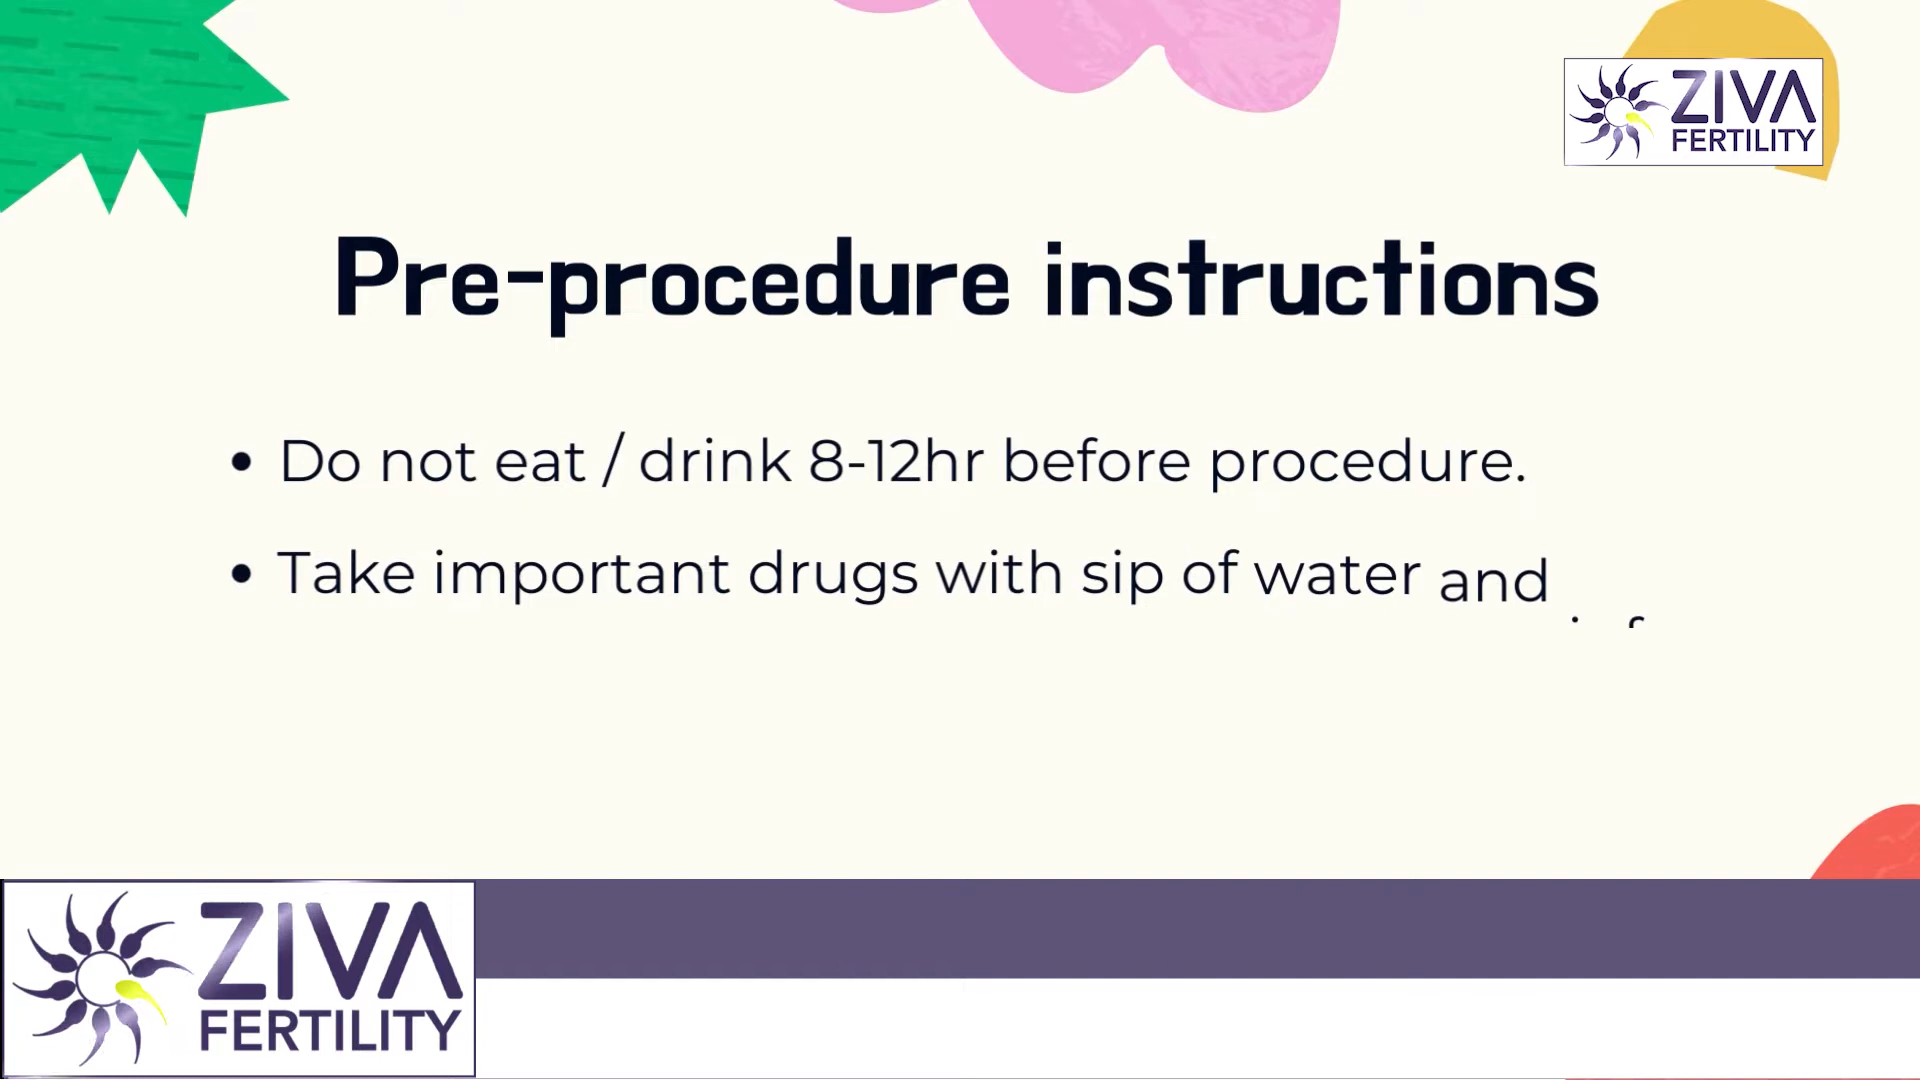 ZIVA
FERTILITY
Pre-procedure instructions
• Do not eat / drink 8-12hr before procedure.
• Take important drugs with sip of water and
ZIVA
FERTILITY